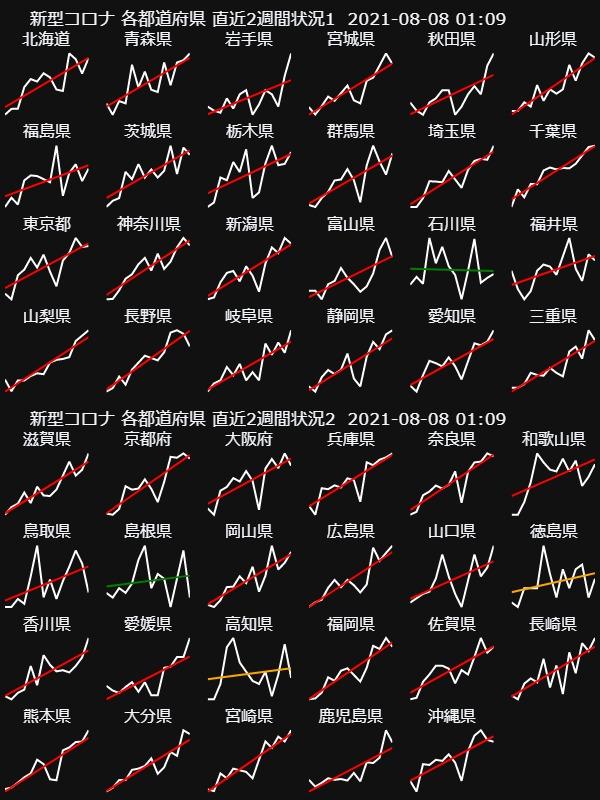 新型コロナ 各都道府県 直近2週間状況1 2021-08-08 01:09
北海道 青森県 岩手県 宮城県 秋田県 山形県
福島県 茨城県 栃木県 群馬県 埼玉県 千葉県
東京都 神奈川県 新潟県 富山県 石川県 福井県
山梨県 長野県 岐阜県 静岡県 愛知県 三重県
新型コロナ 各都道府県 直近2週間状況2 2021-08-08 01:09
滋賀県 京都府 大阪府 兵庫県 奈良県 和歌山県
鳥取県 島根県 岡山県 広島県 山口県 徳島県
香川県 愛媛県 高知県 福岡県 佐賀県 長崎県
熊本県 大分県 宮崎県 鹿児島県 沖縄県